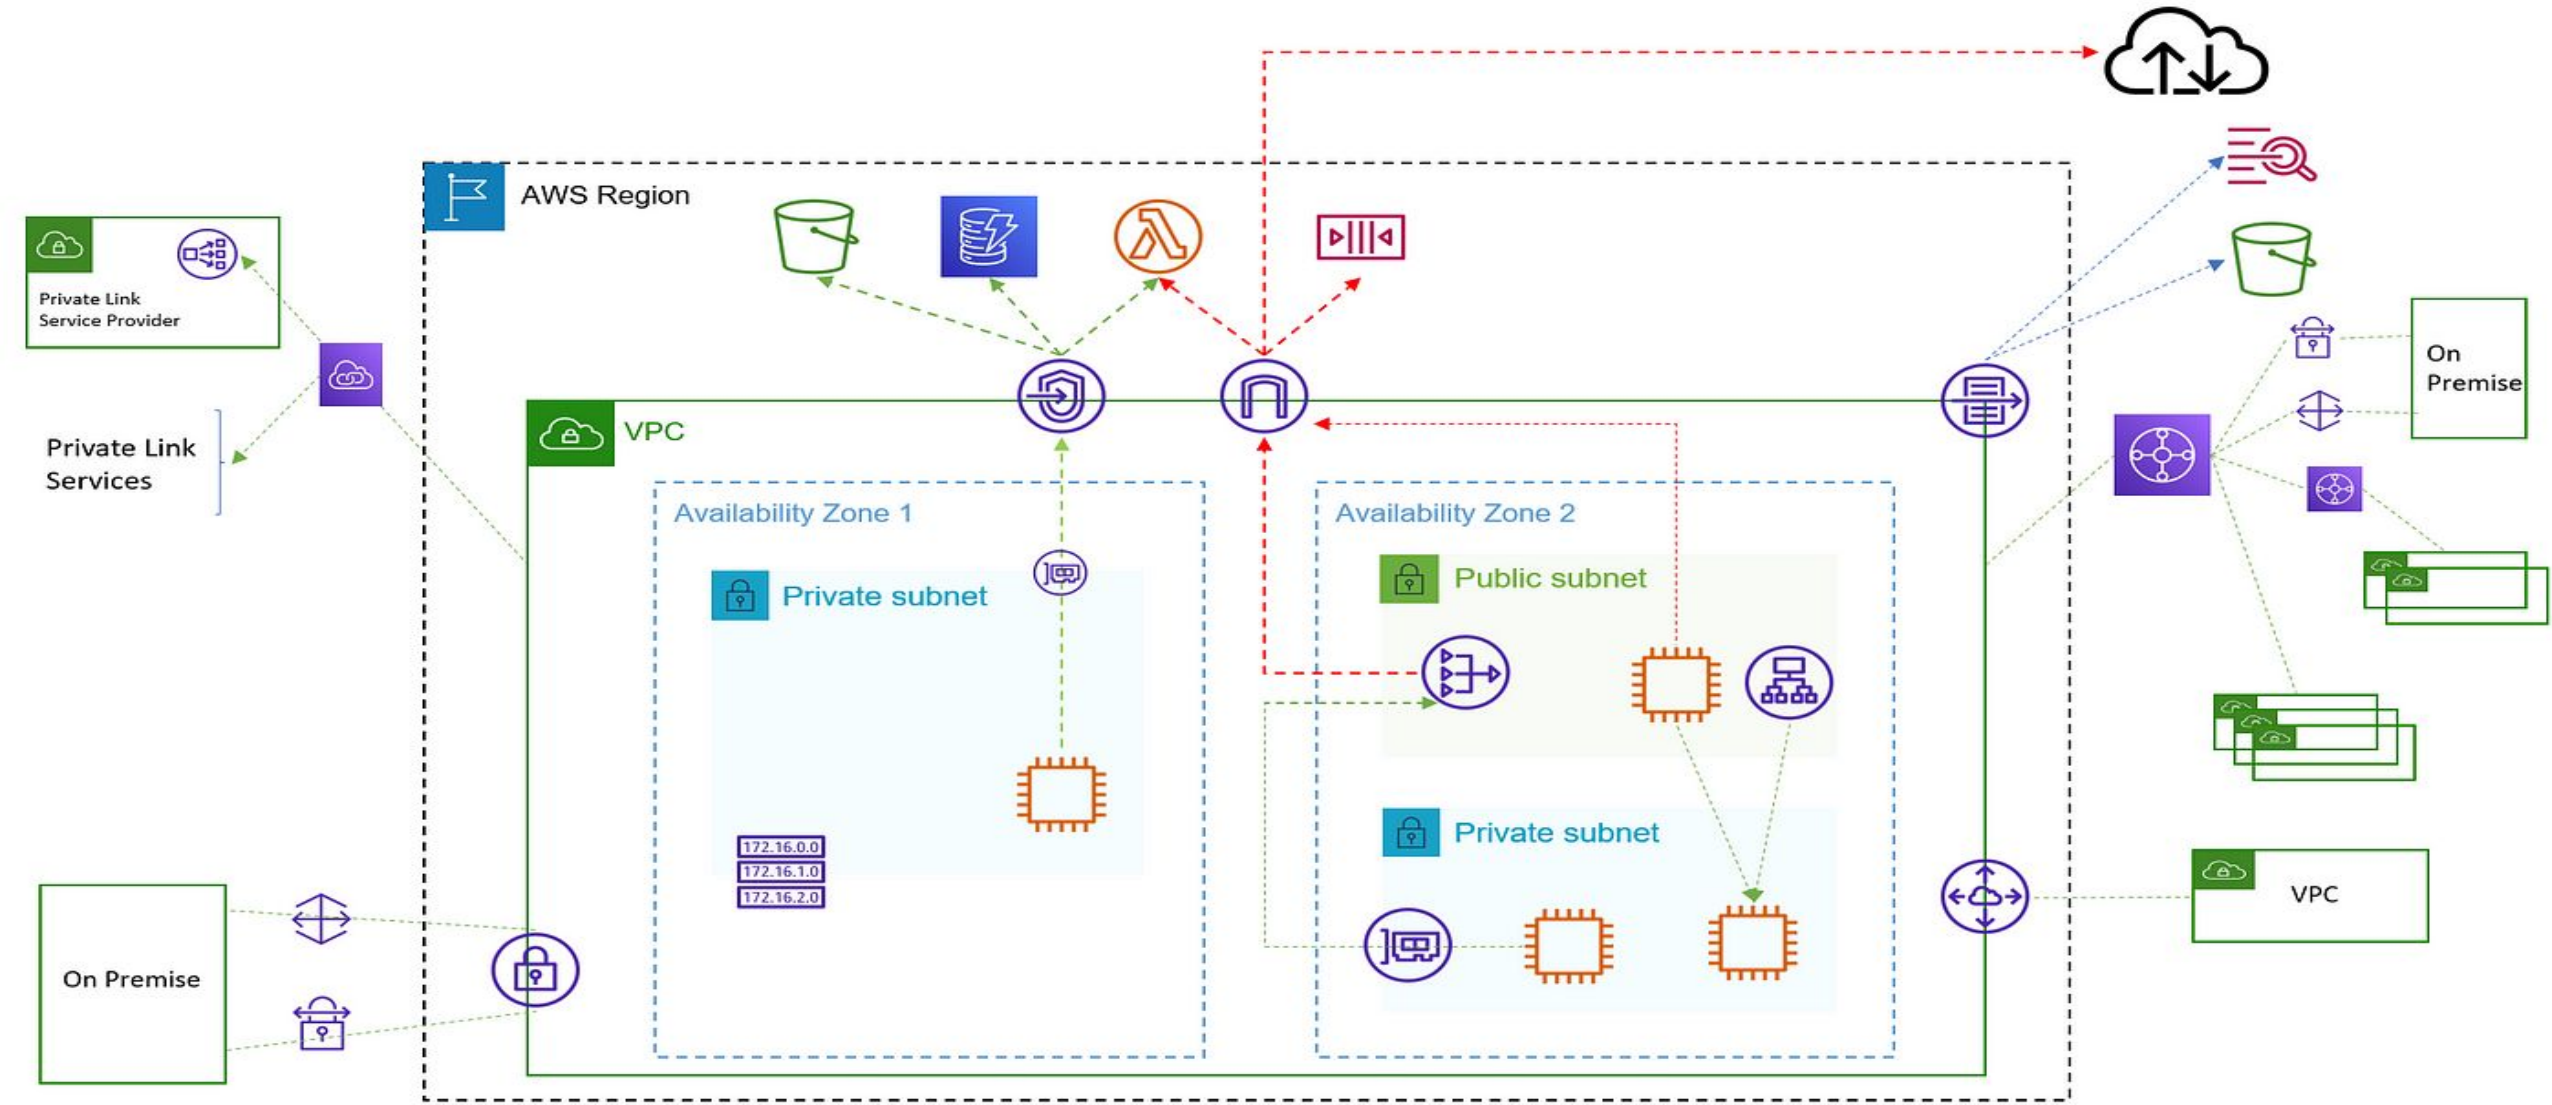 AWS Region
Private Link
Service Provider
Private Link
Services
VPC
Availability Zone 1
Private subnet
172.16.0.0
172.16.1.0
172.16.2.0
Availability Zone 2
Public subnet
Private subnet
On Premise
On
Premise
VPC